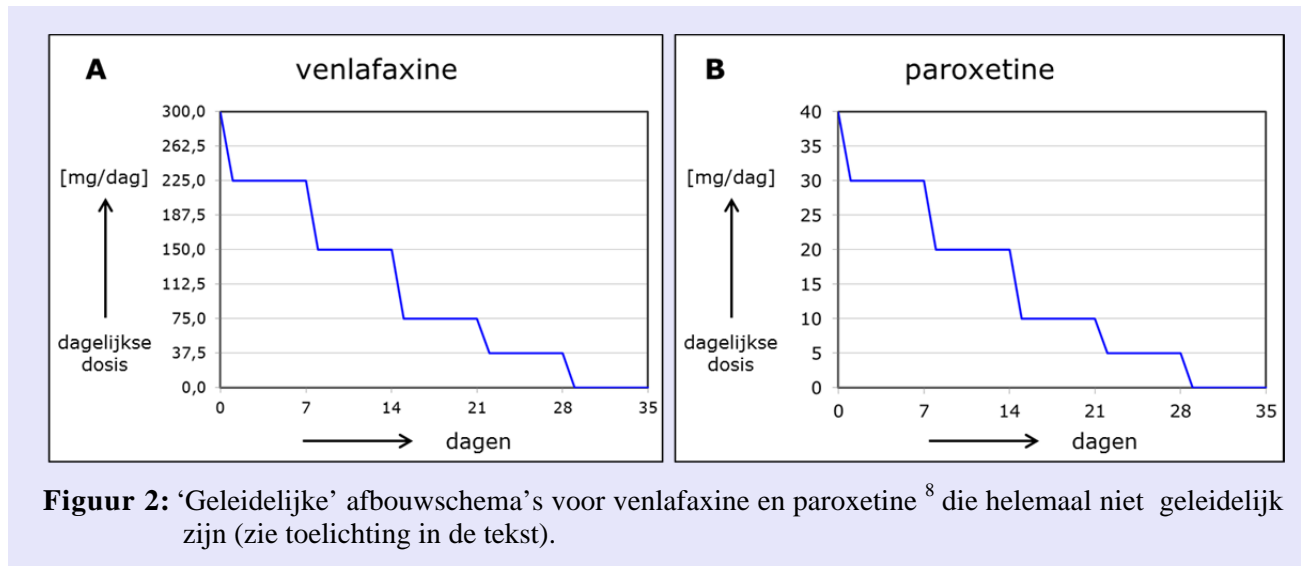 A venlafaxine
300,0
262,5
225,0
187,5
150,0
112,5
75,0
37,5
0,0
[mg/dag]
dagelijkse
dosis
0 7 14 21 28 35
dagen
B paroxetine
40
35
30
25
20
15
10
5
0
[mg/dag]
dagelijkse
dosis
0 7 14 21 28 35
dagen
Figuur 2: ‘Geleidelijke’ afbouwschema’s voor venlafaxine en paroxetine 8 die helemaal niet geleidelijk
zijn (zie toelichting in de tekst).